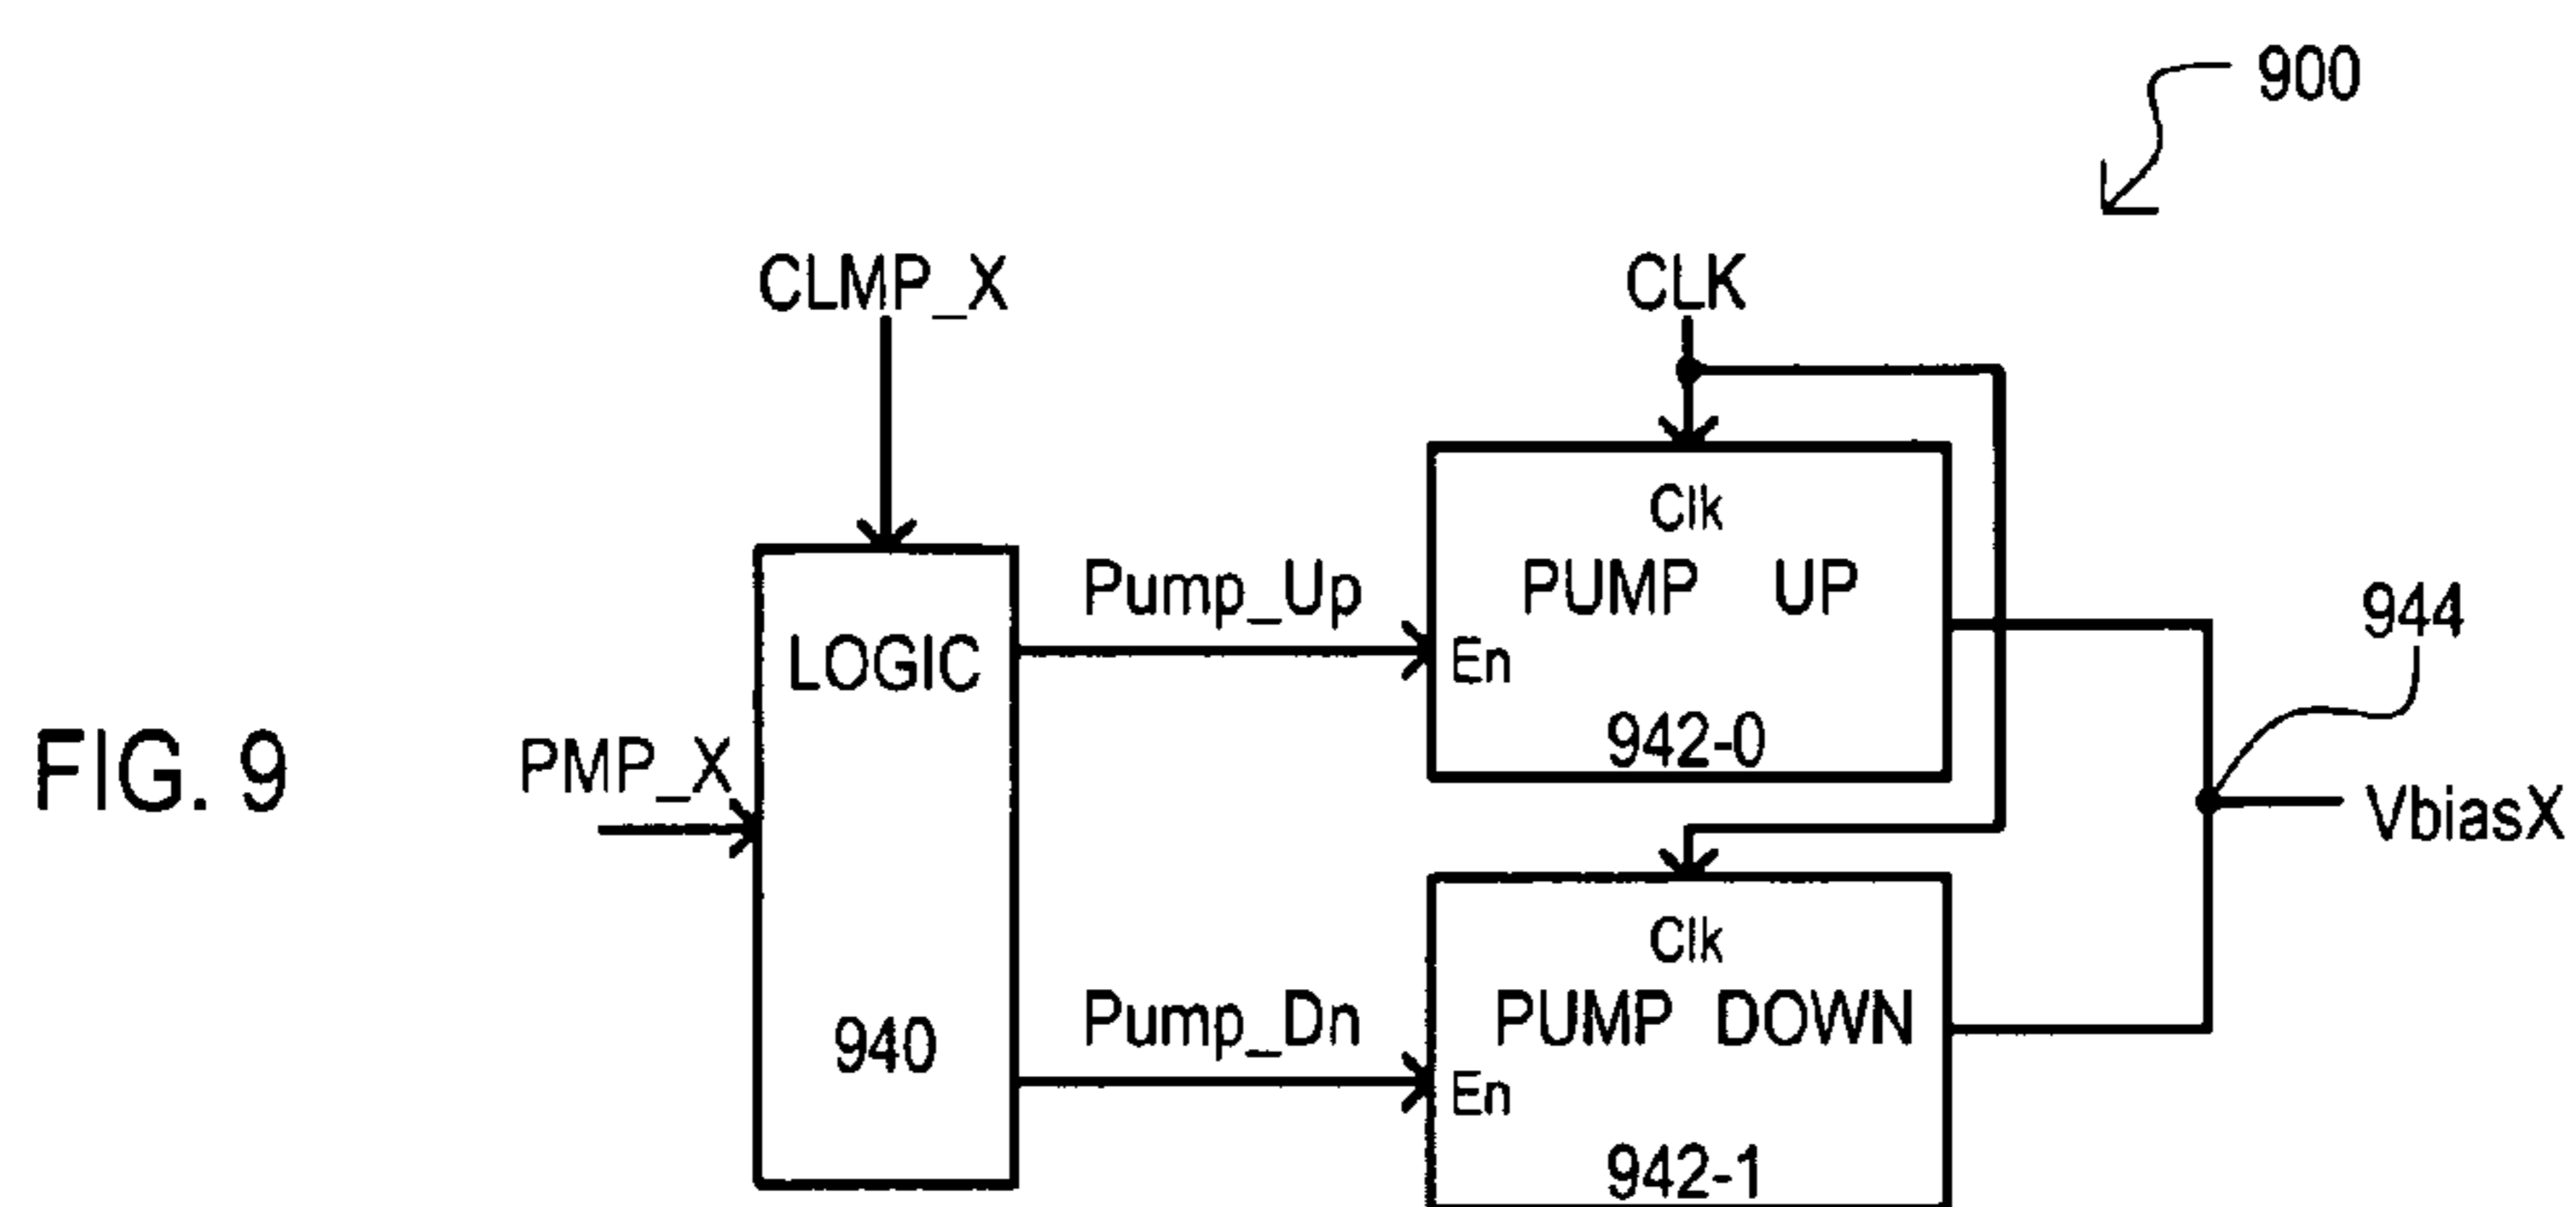 900
CLMP_X
CLK
Clk
Pump_Up
PUMP UP
944
LOGIC
En
942-0
FIG. 9
PMP_X
VbiasX
Clk
Pump_Dn
PUMP DOWN
940
En
942-1